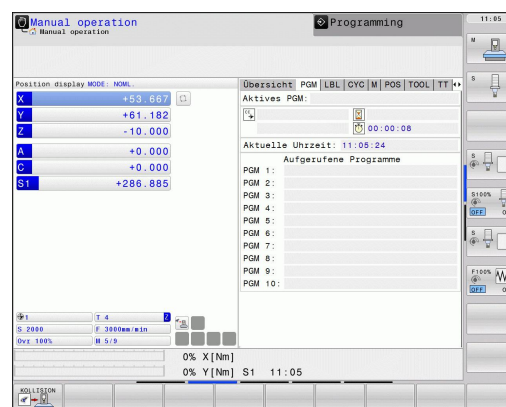 Manual operation
Manual operation
Programming
11:05
Position display MODE: NOML.
X +53.667
Y +61.182
Z -10.000
A +0.000
C +0.000
S1 +286.885
Übersicht PGM LBL CYC M POS TOOL TT
Aktives PGM:
00:00:08
Aktuelle Uhrzeit: 11:05:24
Aufgerufene Programme
PGM 1:
PGM 2:
PGM 3:
PGM 4:
PGM 5:
PGM 6:
PGM 7:
PGM 8:
PGM 9:
PGM 10:
1 T 4 Z
S 2000 F 3000mm/min
Ovr 100% M 5/9
0% X[Nm]
0% Y[Nm] S1 11:05
M
S
S
S100%
OFF
S
F100%
OFF
KOLLISION